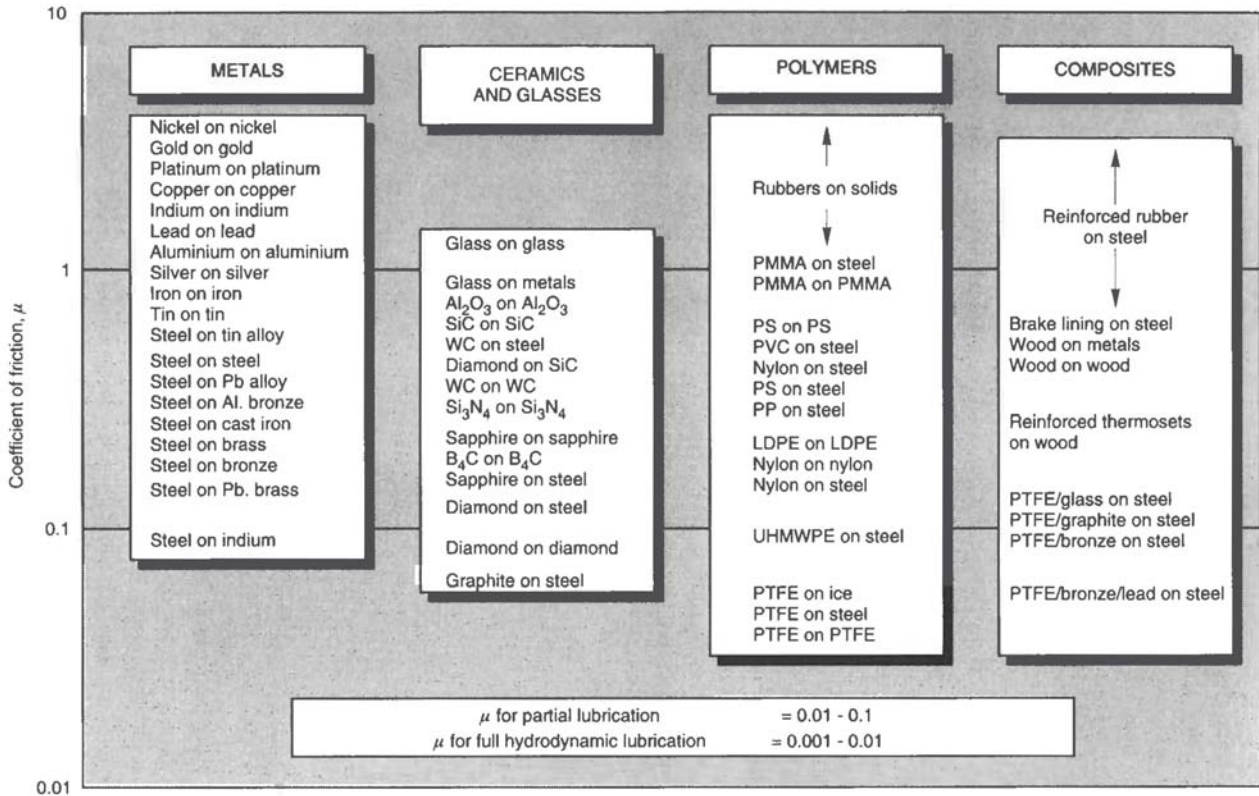 10
METALS
CERAMICS
AND GLASSES
POLYMERS
COMPOSITES
Nickel on nickel
Gold on gold
Platinum on platinum
Copper on copper
Indium on indium
Lead on lead
Aluminium on aluminium
Silver on silver
Iron on iron
Tin on tin
Steel on tin alloy
Steel on steel
Steel on Pb alloy
Steel on Al. bronze
Steel on cast iron
Steel on brass
Steel on bronze
Steel on Pb. brass
Steel on indium
Glass on glass
Glass on metals
Al₂O₃ on Al₂O₃
SiC on SiC
WC on steel
Diamond on SiC
WC on WC
Si₃N₄ on Si₃N₄
Sapphire on sapphire
B₄C on B₄C
Sapphire on steel
Diamond on steel
Diamond on diamond
Graphite on steel
Rubbers on solids
PMMA on steel
PMMA on PMMA
PS on PS
PVC on steel
Nylon on steel
PS on steel
PP on steel
LDPE on LDPE
Nylon on nylon
Nylon on steel
UHMWPE on steel
PTFE on ice
PTFE on steel
PTFE on PTFE
Reinforced rubber
on steel
Brake lining on steel
Wood on metals
Wood on wood
Reinforced thermosets
on wood
PTFE/glass on steel
PTFE/graphite on steel
PTFE/bronze on steel
PTFE/bronze/lead on steel
1
Coefficient of friction, μ
0.1
μ for partial lubrication = 0.01 - 0.1
μ for full hydrodynamic lubrication = 0.001 - 0.01
0.01